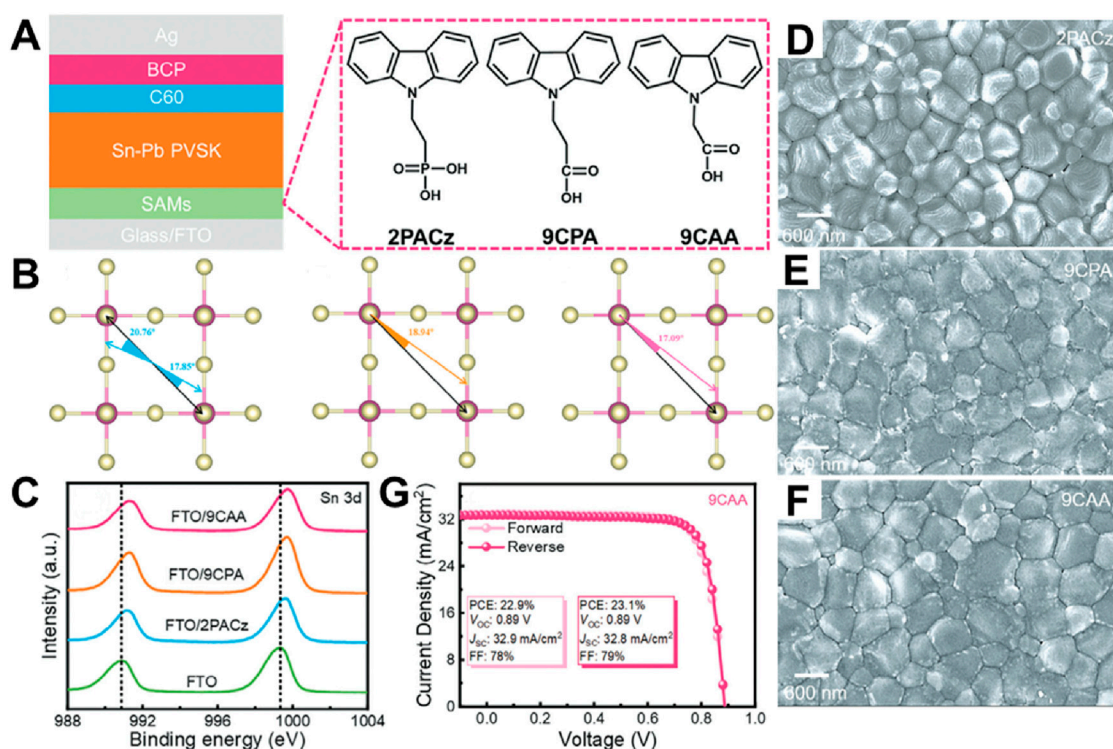 A
Ag
BCP
C60
Sn-Pb PVSK
SAMs
Glass/FTO
N
O=P-OH
OH
2PACz
N
C=O
OH
9CPA
N
C=O
OH
9CAA
B
20.76°
17.85°
18.94°
17.09°
C
Sn 3d
FTO/9CAA
FTO/9CPA
FTO/2PACz
FTO
Intensity (a.u.)
988 992 996 1000 1004
Binding energy (eV)
G
9CAA
Forward
Reverse
PCE: 22.9%
VOC: 0.89 V
JSC: 32.9 mA/cm²
FF: 78%
PCE: 23.1%
VOC: 0.89 V
JSC: 32.8 mA/cm²
FF: 79%
Current Density (mA/cm²)
32
24
16
8
0
0.0 0.2 0.4 0.6 0.8 1.0
Voltage (V)
D
2PACz
600 nm
E
9CPA
600 nm
F
9CAA
600 nm